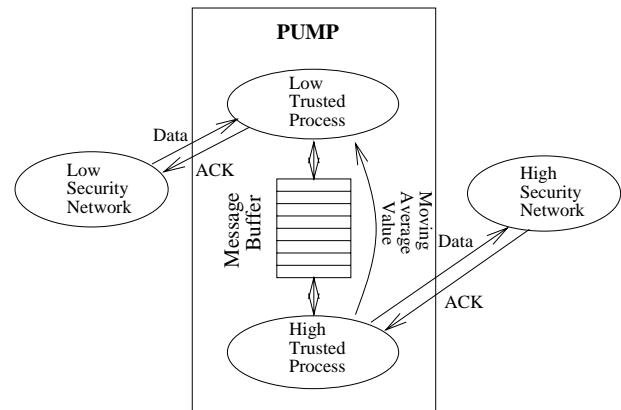 PUMP
Low
Trusted
Process
Data
ACK
Low
Security
Network
Message
Buffer
Moving
Average
Value
High
Security
Network
Data
ACK
High
Trusted
Process